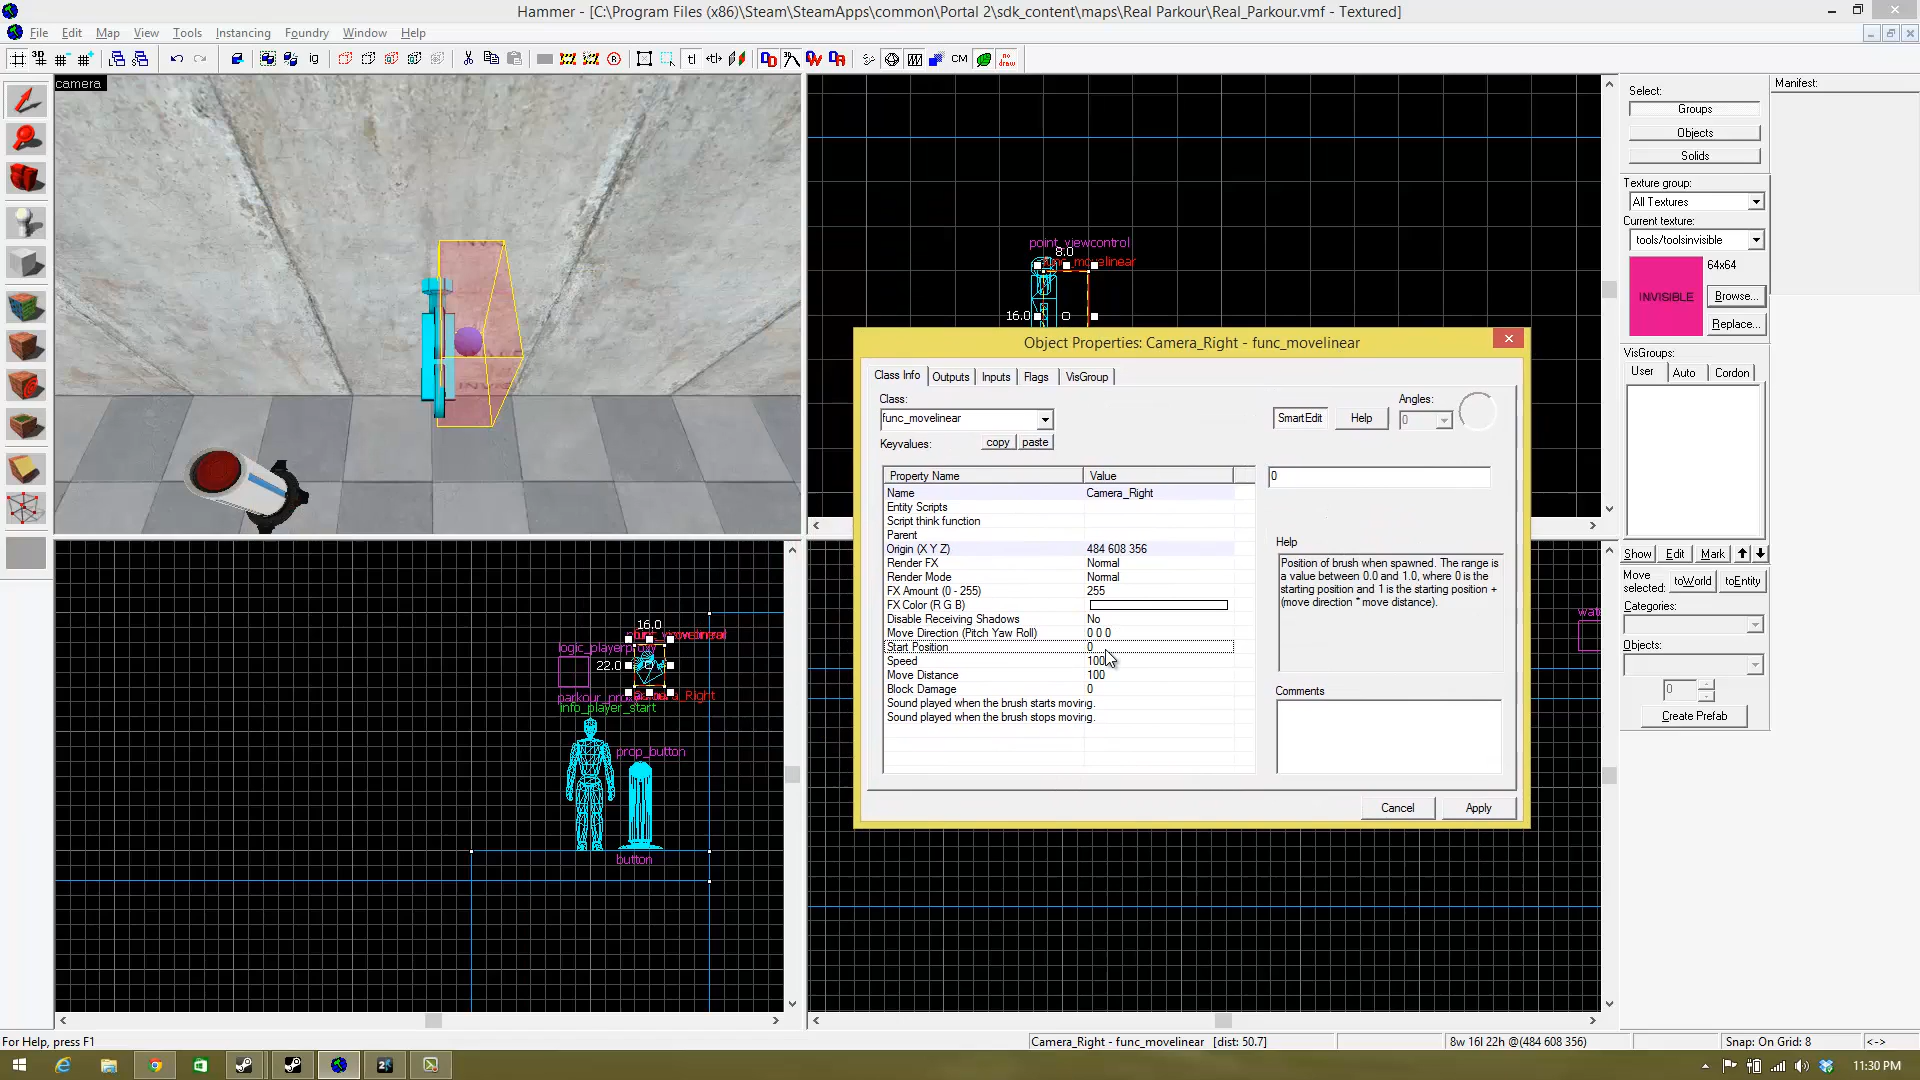 Hammer - [C:\Program Files (x86)\Steam\SteamApps\common\Portal 2\sdk_content\maps\Real Parkour\Real_Parkour.vmf - Textured]
File Edit Map View Tools Instancing Foundry Window Help
3D ig tl CM no draw
camera
point_viewcontrol
8.0
16.0
Object Properties: Camera_Right - func_movelinear
Class Info Outputs Inputs Flags VisGroup
Class:
func_movelinear
Keyvalues: copy paste
SmartEdit Help
Angles:
0
Property Name Value
Name Camera_Right
Entity Scripts
Script think function
Parent
Origin (X Y Z) 484 608 356
Render FX Normal
Render Mode Normal
FX Amount (0 - 255) 255
FX Color (R G B)
Disable Receiving Shadows No
Move Direction (Pitch Yaw Roll) 0 0 0
Start Position 0
Speed 100
Move Distance 100
Block Damage 0
Sound played when the brush starts moving.
Sound played when the brush stops moving.
0
Help
Position of brush when spawned. The range is
a value between 0.0 and 1.0, where 0 is the
starting position and 1 is the starting position +
(move direction * move distance).
Comments
Cancel Apply
16.0
22.0
info_player_start
prop_button
button
Select:
Groups
Objects
Solids
Texture group:
All Textures
Current texture:
tools/toolsinvisible
INVISIBLE
64x64
Browse...
Replace...
VisGroups:
User Auto Cordon
Show Edit Mark
Move
selected:
toWorld toEntity
Categories:
Objects:
0
Create Prefab
Manifest:
For Help, press F1
Camera_Right - func_movelinear [dist: 50.7]
8w 16l 22h @(484 608 356)
Snap: On Grid: 8
<->
11:30 PM